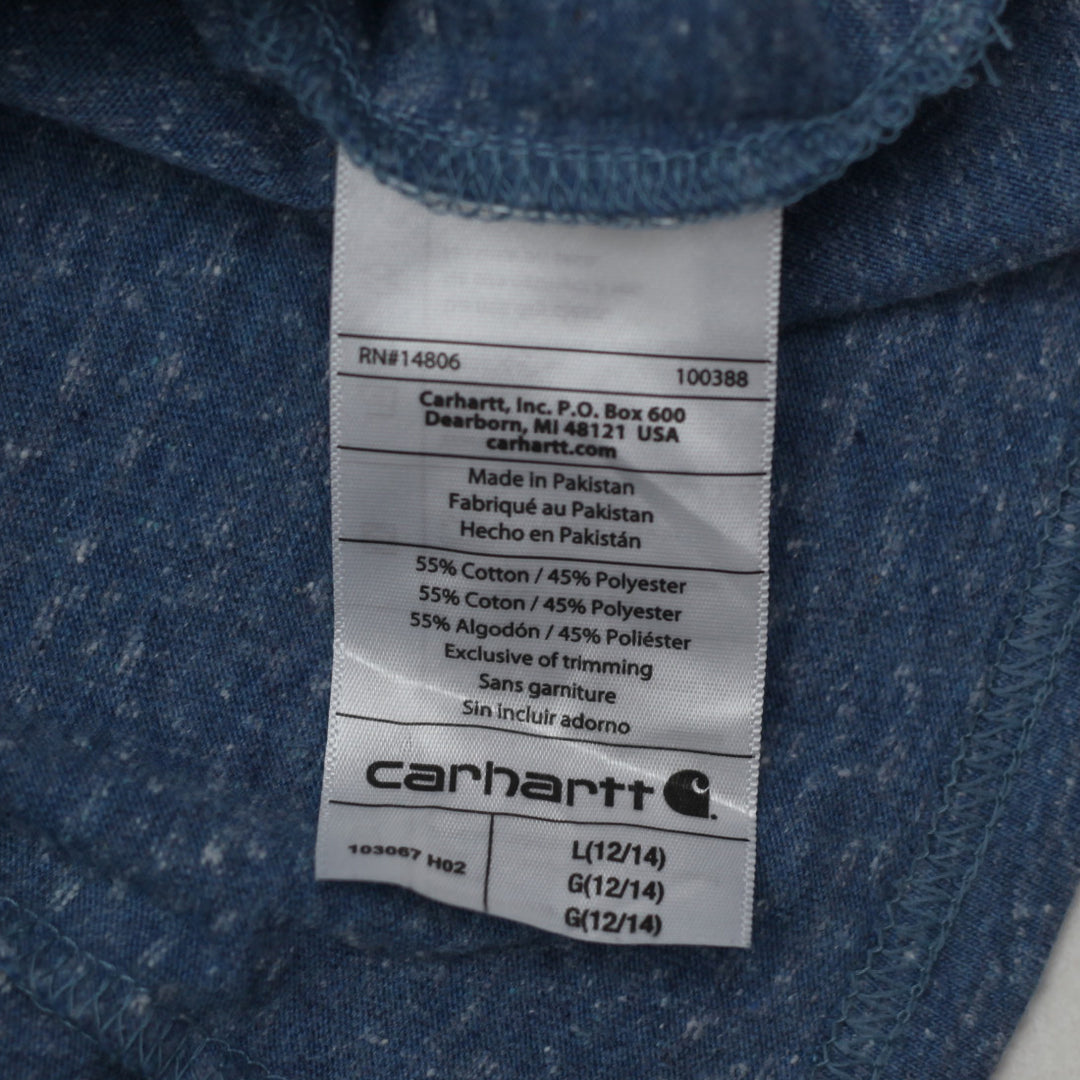 RN#14806 100388
Carhartt, Inc. P.O. Box 600
Dearborn, MI 48121 USA
carhartt.com
Made in Pakistan
Fabriqué au Pakistan
Hecho en Pakistán
55% Cotton / 45% Polyester
55% Coton / 45% Polyester
55% Algodón / 45% Poliéster
Exclusive of trimming
Sans garniture
Sin incluir adorno
carhartt
103067 H02
L(12/14)
G(12/14)
G(12/14)